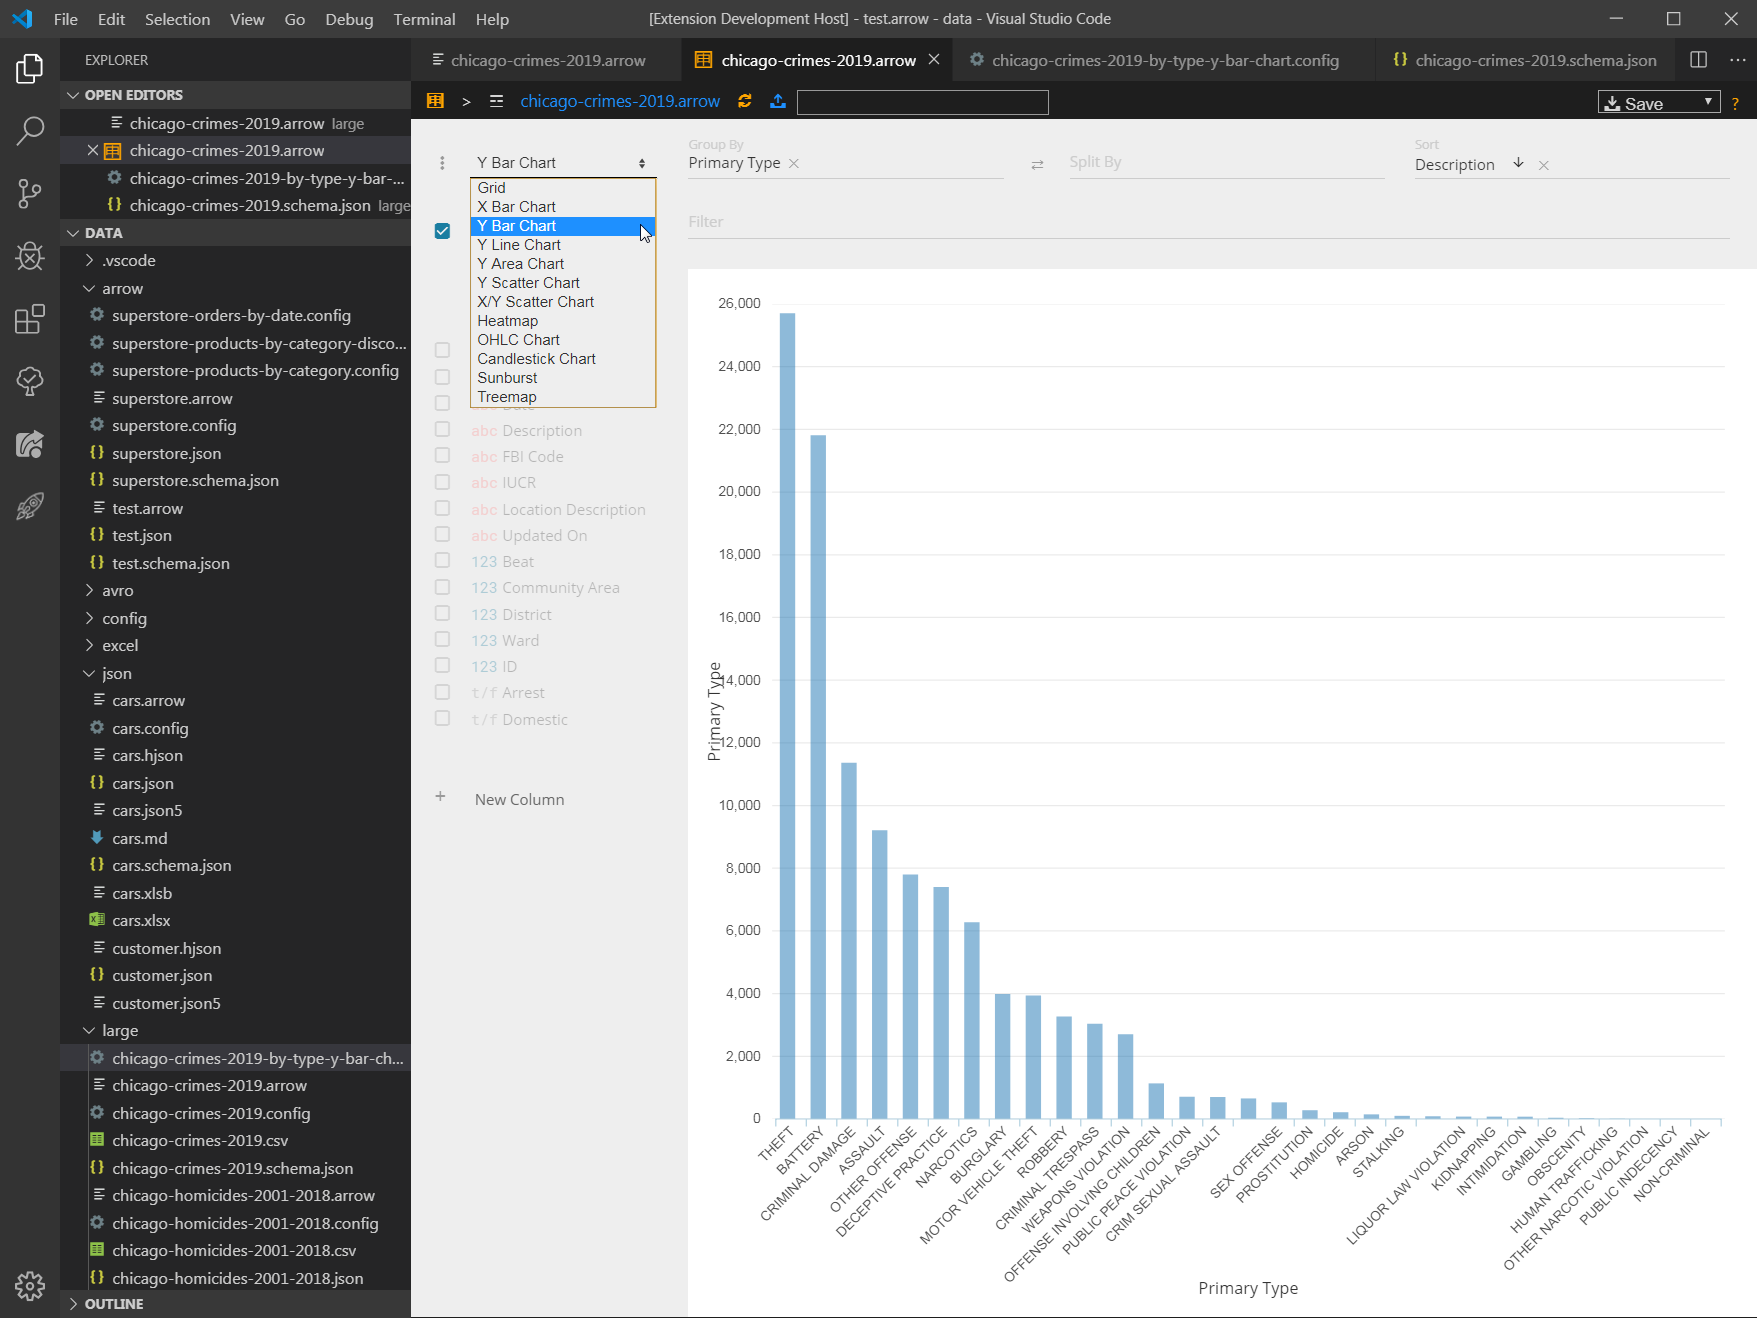 File Edit Selection View Go Debug Terminal Help
[Extension Development Host] - test.arrow - data - Visual Studio Code
EXPLORER
OPEN EDITORS
chicago-crimes-2019.arrow large
chicago-crimes-2019.arrow
chicago-crimes-2019-by-type-y-bar-...
chicago-crimes-2019.schema.json large
DATA
.vscode
arrow
superstore-orders-by-date.config
superstore-products-by-category-disco...
superstore-products-by-category.config
superstore.arrow
superstore.config
superstore.json
superstore.schema.json
test.arrow
test.json
test.schema.json
avro
config
excel
json
cars.arrow
cars.config
cars.hjson
cars.json
cars.json5
cars.md
cars.schema.json
cars.xlsb
cars.xlsx
customer.hjson
customer.json
customer.json5
large
chicago-crimes-2019-by-type-y-bar-ch...
chicago-crimes-2019.arrow
chicago-crimes-2019.config
chicago-crimes-2019.csv
chicago-crimes-2019.schema.json
chicago-homicides-2001-2018.arrow
chicago-homicides-2001-2018.config
chicago-homicides-2001-2018.csv
chicago-homicides-2001-2018.json
OUTLINE
chicago-crimes-2019.arrow
chicago-crimes-2019.arrow
chicago-crimes-2019-by-type-y-bar-chart.config
chicago-crimes-2019.schema.json
> chicago-crimes-2019.arrow
Save
?
Y Bar Chart
Grid
X Bar Chart
Y Bar Chart
Y Line Chart
Y Area Chart
Y Scatter Chart
X/Y Scatter Chart
Heatmap
OHLC Chart
Candlestick Chart
Sunburst
Treemap
abc Description
abc FBI Code
abc IUCR
abc Location Description
abc Updated On
123 Beat
123 Community Area
123 District
123 Ward
123 ID
t/f Arrest
t/f Domestic
+ New Column
Group By
Primary Type
Split By
Sort
Description
Filter
26,000
24,000
22,000
20,000
18,000
16,000
14,000
12,000
10,000
8,000
6,000
4,000
2,000
0
Primary Type
THEFT
BATTERY
CRIMINAL DAMAGE
ASSAULT
OTHER OFFENSE
DECEPTIVE PRACTICE
NARCOTICS
BURGLARY
MOTOR VEHICLE THEFT
ROBBERY
CRIMINAL TRESPASS
WEAPONS VIOLATION
OFFENSE INVOLVING CHILDREN
PUBLIC PEACE VIOLATION
CRIM SEXUAL ASSAULT
SEX OFFENSE
PROSTITUTION
HOMICIDE
ARSON
STALKING
LIQUOR LAW VIOLATION
KIDNAPPING
INTIMIDATION
GAMBLING
OBSCENITY
HUMAN TRAFFICKING
OTHER NARCOTIC VIOLATION
PUBLIC INDECENCY
NON-CRIMINAL
Primary Type